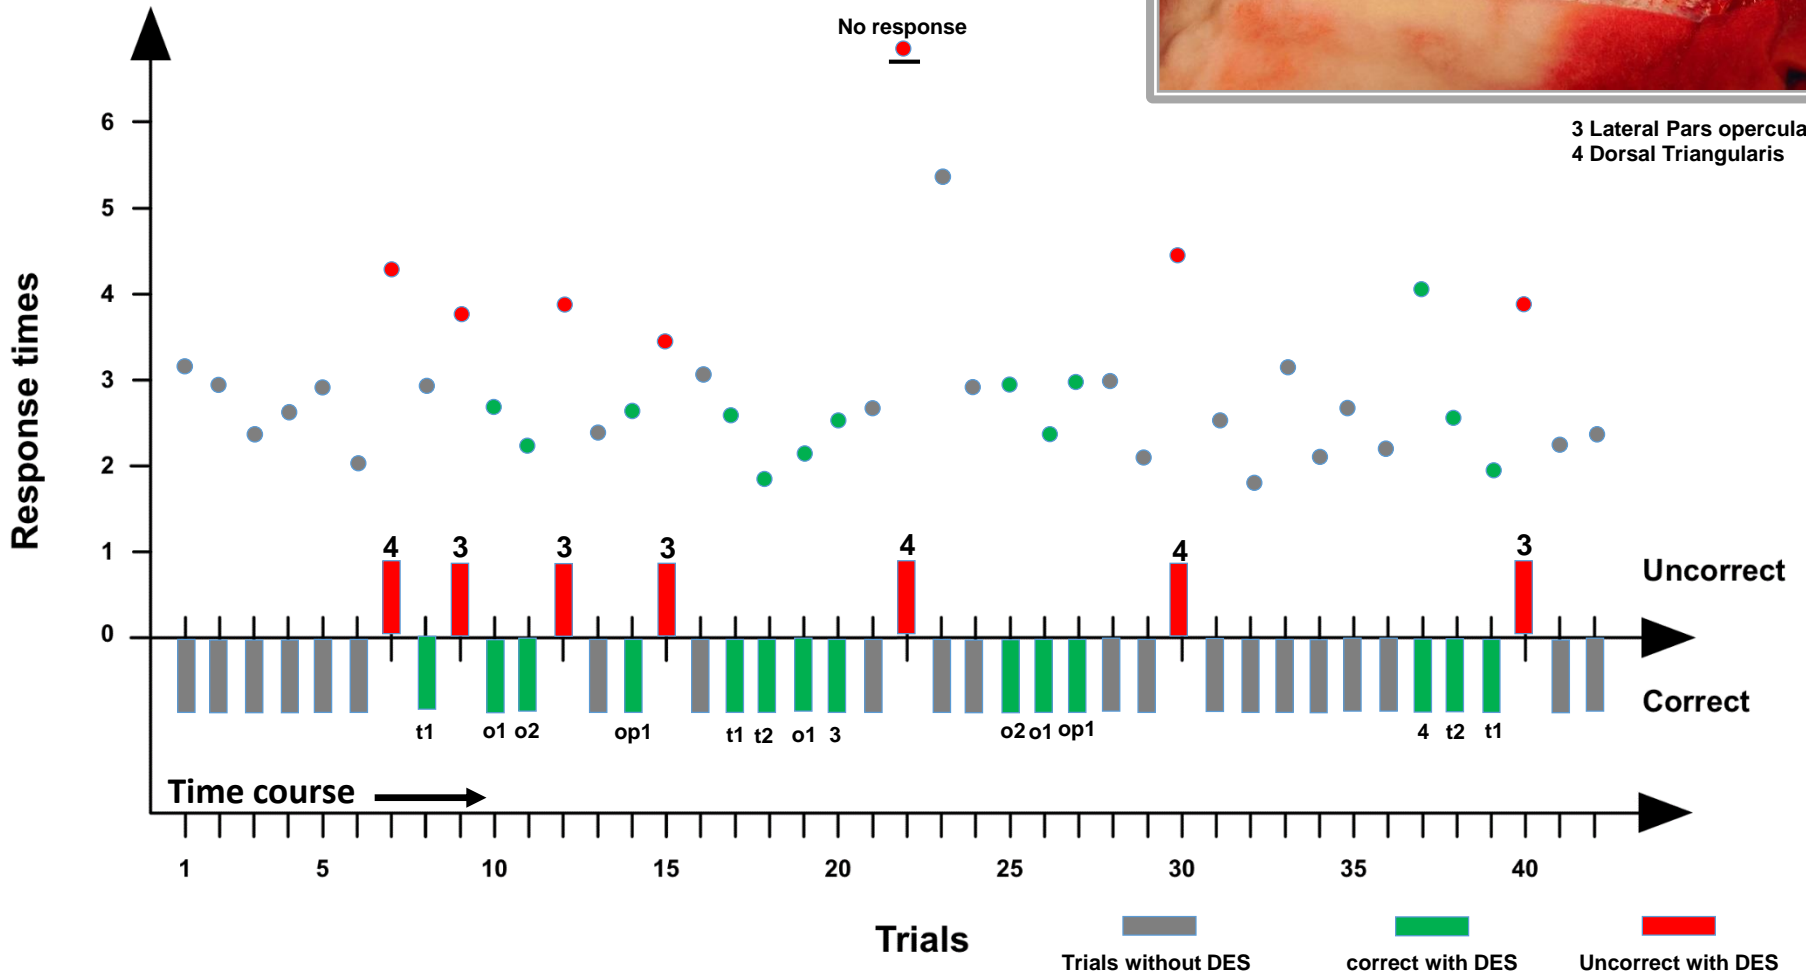 No response
3 Lateral Pars opercula
4 Dorsal Triangularis
Response times
6
5
4
3
2
1
0
4 3 3 3 4 4 3
Uncorrect
Correct
t1 o1 o2 op1 t1 t2 o1 3 o2 o1 op1 4 t2 t1
Time course
1 5 10 15 20 25 30 35 40
Trials
Trials without DES correct with DES Uncorrect with DES